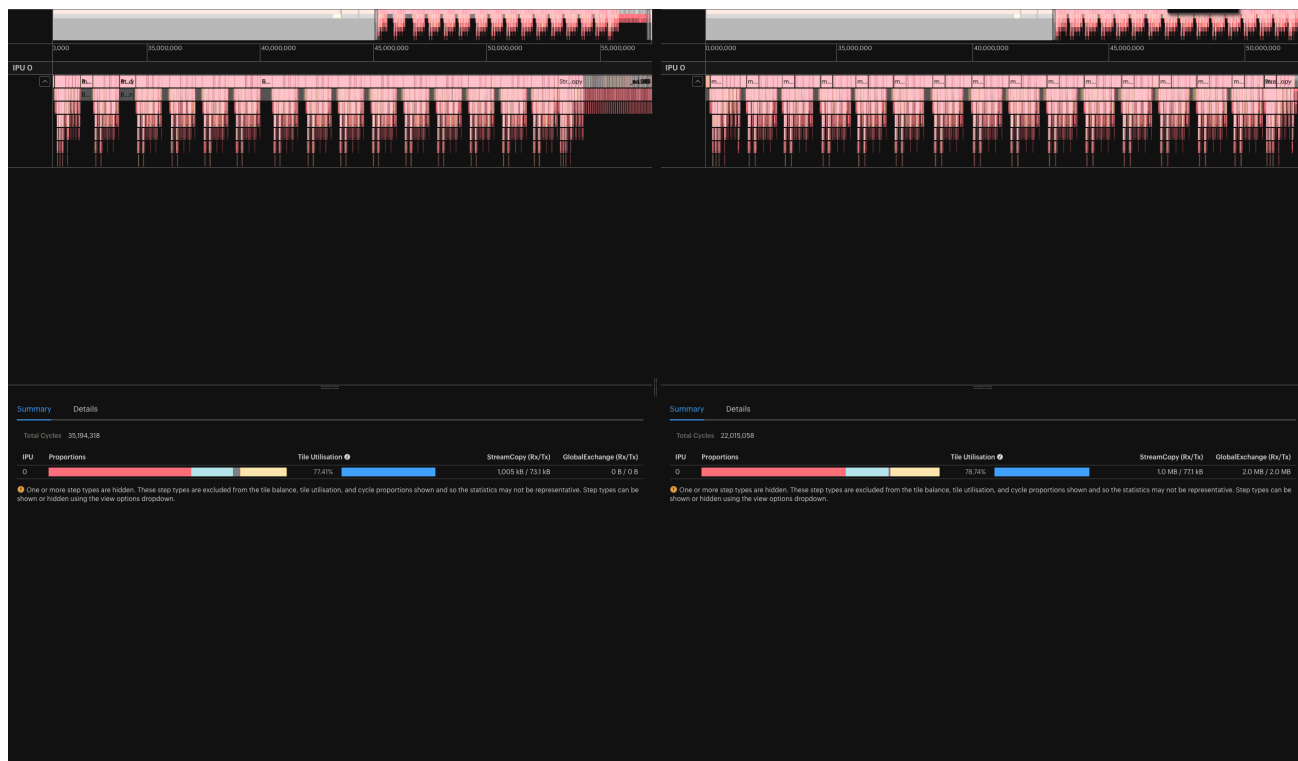 0,000 35,000,000 40,000,000 45,000,000 50,000,000 55,000,000
IPU 0
S...
Str...opy
Summary Details
Total Cycles 35,194,318
IPU Proportions Tile Utilisation StreamCopy (Rx/Tx) GlobalExchange (Rx/Tx)
0 77.41% 1,005 kB / 73.1 kB 0 B / 0 B
One or more step types are hidden. These step types are excluded from the tile balance, tile utilisation, and cycle proportions shown and so the statistics may not be representative. Step types can be
shown or hidden using the view options dropdown.
0,000,000 35,000,000 40,000,000 45,000,000 50,000,000
IPU 0
m... m... m... m... m... m... m... m... m... m... m... m... m... m... m...
Summary Details
Total Cycles 22,015,058
IPU Proportions Tile Utilisation StreamCopy (Rx/Tx) GlobalExchange (Rx/Tx)
0 78.74% 1.0 MB / 77.1 kB 2.0 MB / 2.0 MB
One or more step types are hidden. These step types are excluded from the tile balance, tile utilisation, and cycle proportions shown and so the statistics may not be representative. Step types can be
shown or hidden using the view options dropdown.